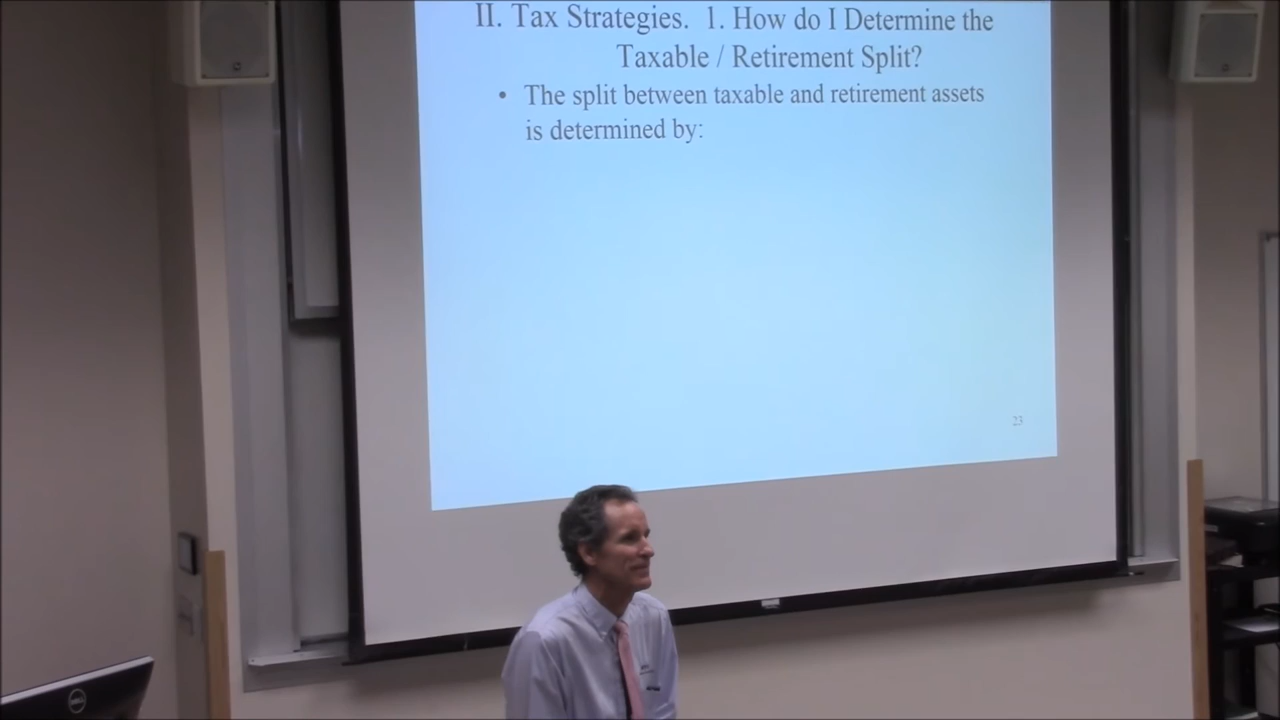 II. Tax Strategies. 1. How do I Determine the
Taxable / Retirement Split?
• The split between taxable and retirement assets
is determined by:
23
DELL